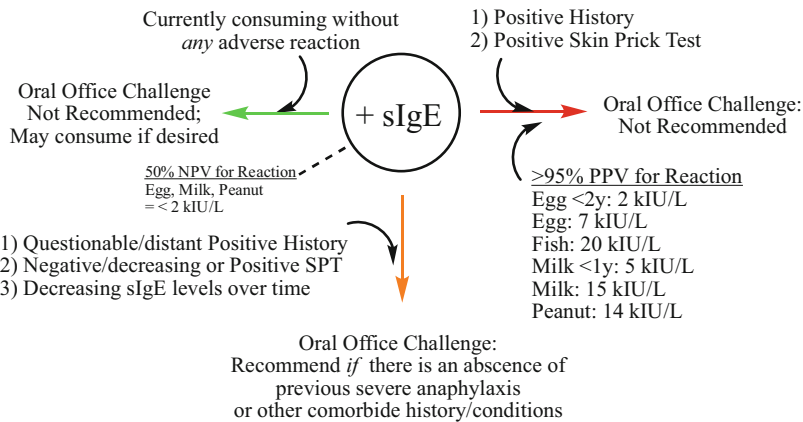 Currently consuming without
any adverse reaction
1) Positive History
2) Positive Skin Prick Test
Oral Office Challenge
Not Recommended;
May consume if desired
+ sIgE
Oral Office Challenge:
Not Recommended
50% NPV for Reaction
Egg, Milk, Peanut
= < 2 kIU/L
>95% PPV for Reaction
Egg <2y: 2 kIU/L
Egg: 7 kIU/L
Fish: 20 kIU/L
Milk <1y: 5 kIU/L
Milk: 15 kIU/L
Peanut: 14 kIU/L
1) Questionable/distant Positive History
2) Negative/decreasing or Positive SPT
3) Decreasing sIgE levels over time
Oral Office Challenge:
Recommend if there is an abscence of
previous severe anaphylaxis
or other comorbide history/conditions